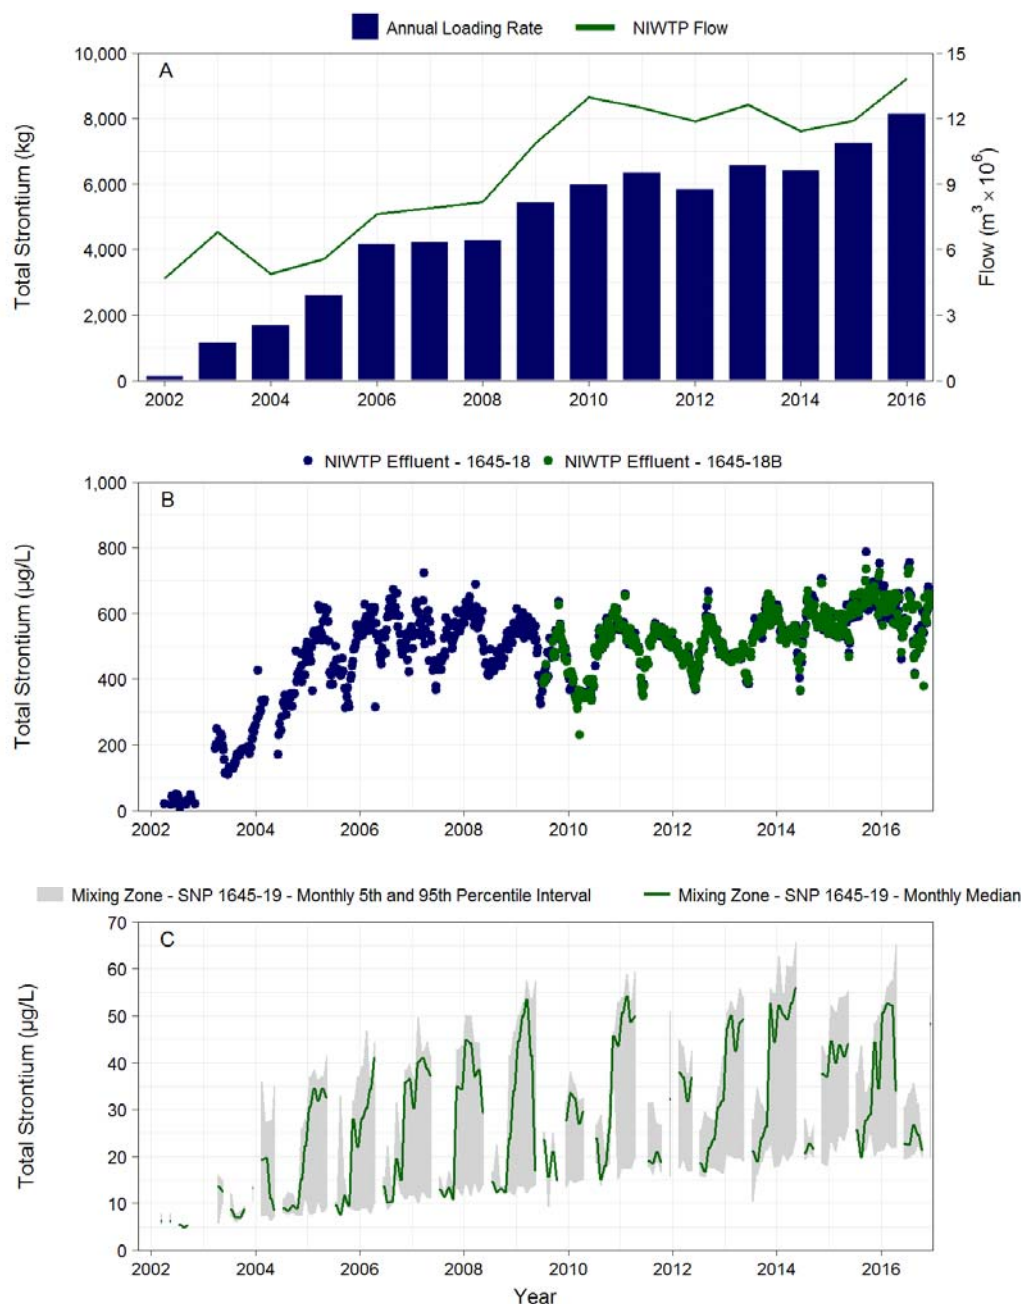 Annual Loading Rate NIWTP Flow
A
10,000
8,000
6,000
4,000
2,000
0
15
12
9
6
3
0
Total Strontium (kg)
Flow (m³ × 10⁶)
2002 2004 2006 2008 2010 2012 2014 2016
NIWTP Effluent - 1645-18 NIWTP Effluent - 1645-18B
B
1,000
800
600
400
200
0
Total Strontium (µg/L)
2002 2004 2006 2008 2010 2012 2014 2016
Mixing Zone - SNP 1645-19 - Monthly 5th and 95th Percentile Interval Mixing Zone - SNP 1645-19 - Monthly Median
C
70
60
50
40
30
20
10
0
Total Strontium (µg/L)
2002 2004 2006 2008 2010 2012 2014 2016
Year